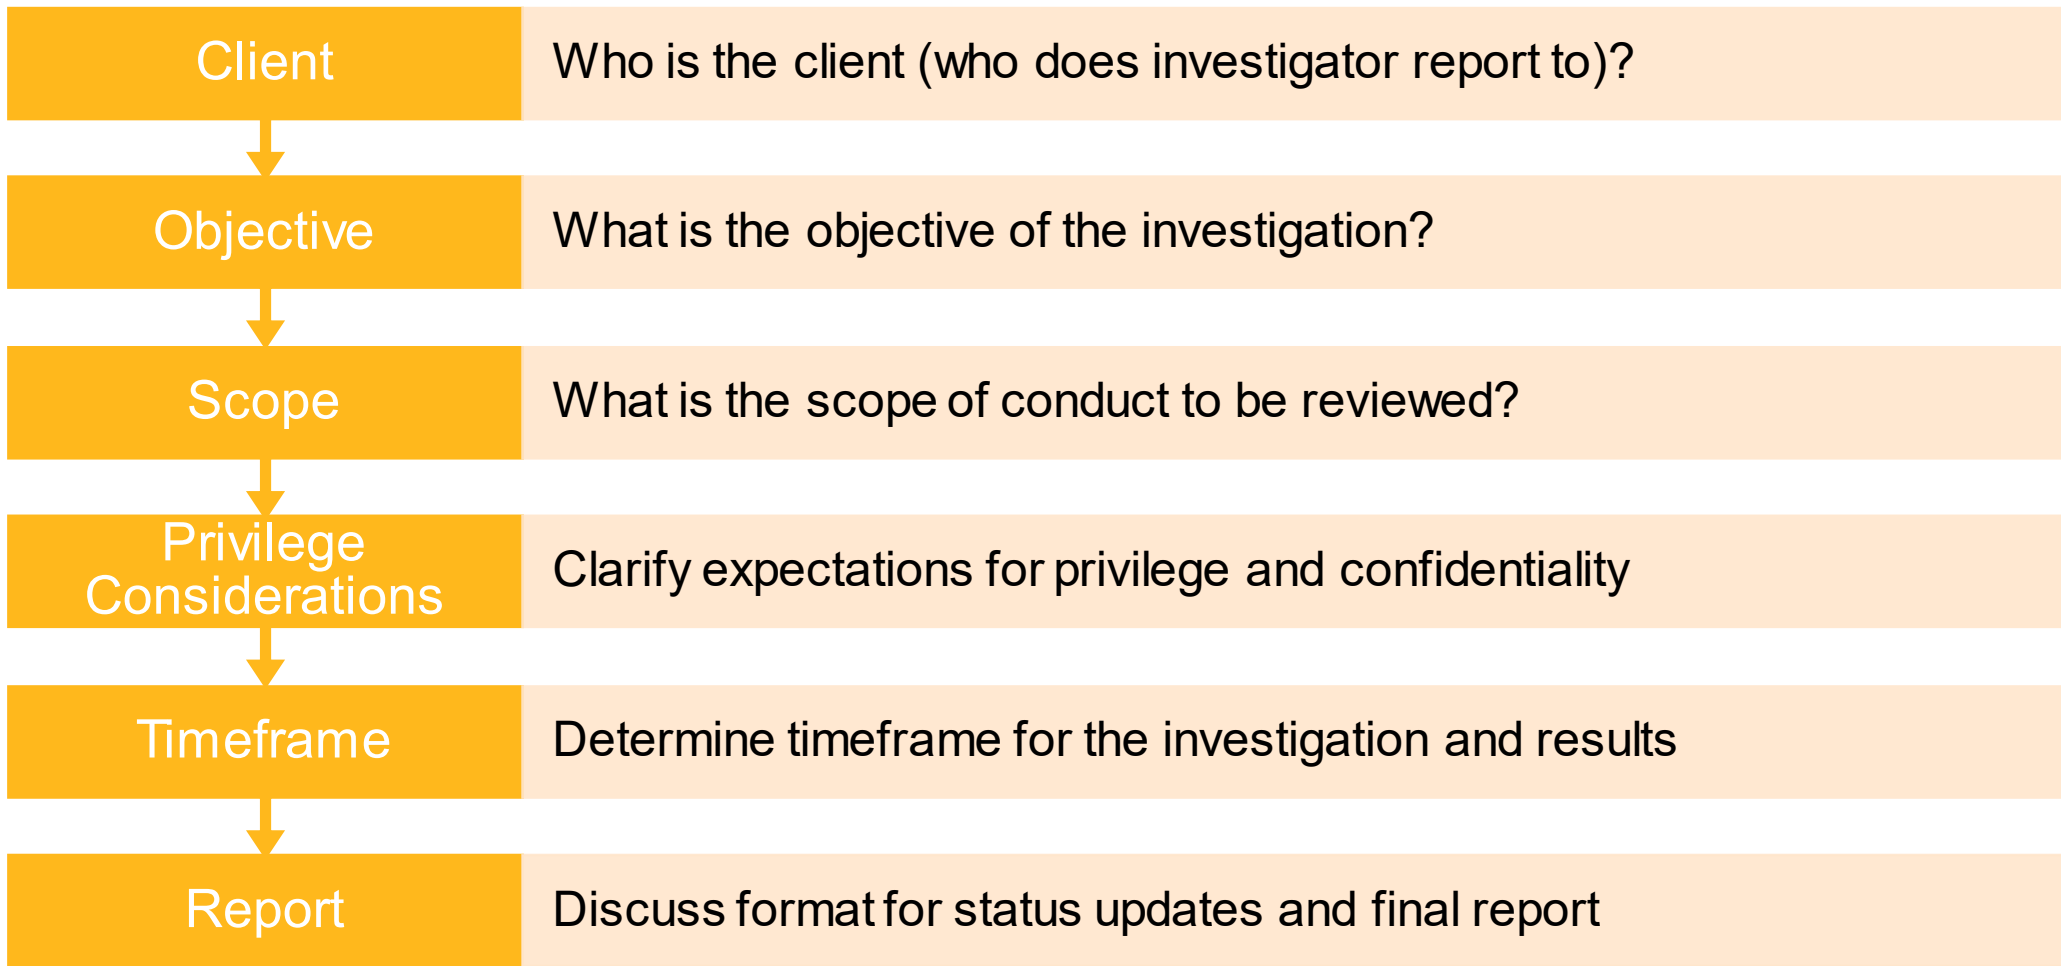 Client
Who is the client (who does investigator report to)?
Objective
What is the objective of the investigation?
Scope
What is the scope of conduct to be reviewed?
Privilege
Considerations
Clarify expectations for privilege and confidentiality
Timeframe
Determine timeframe for the investigation and results
Report
Discuss format for status updates and final report